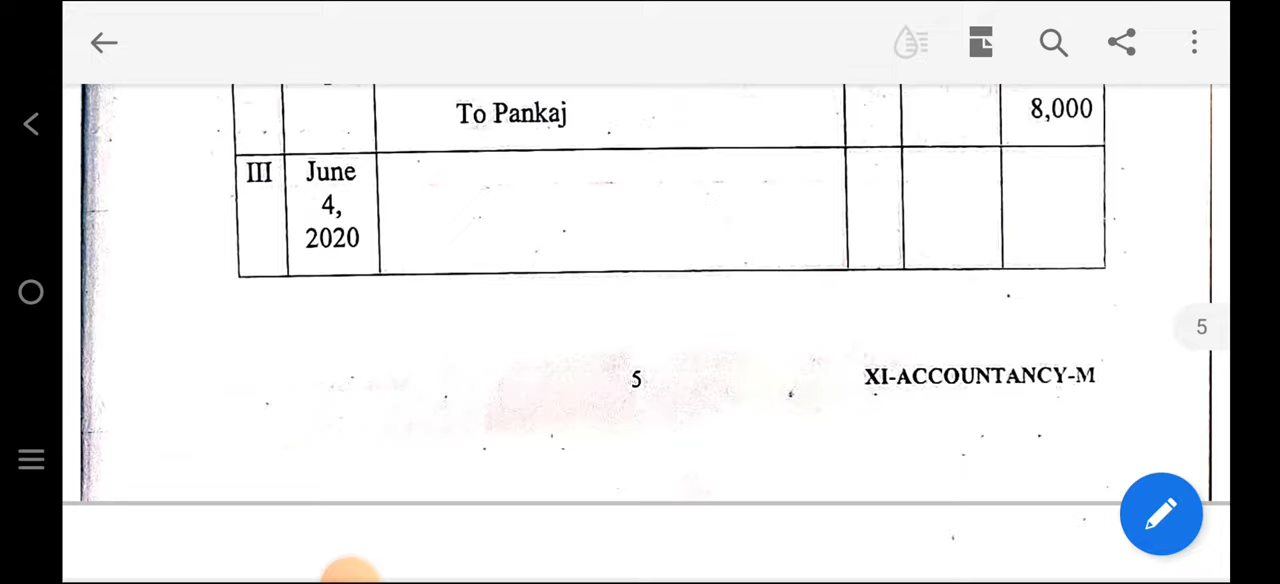 To Pankaj 8,000
III June
4,
2020
5
5 XI-ACCOUNTANCY-M